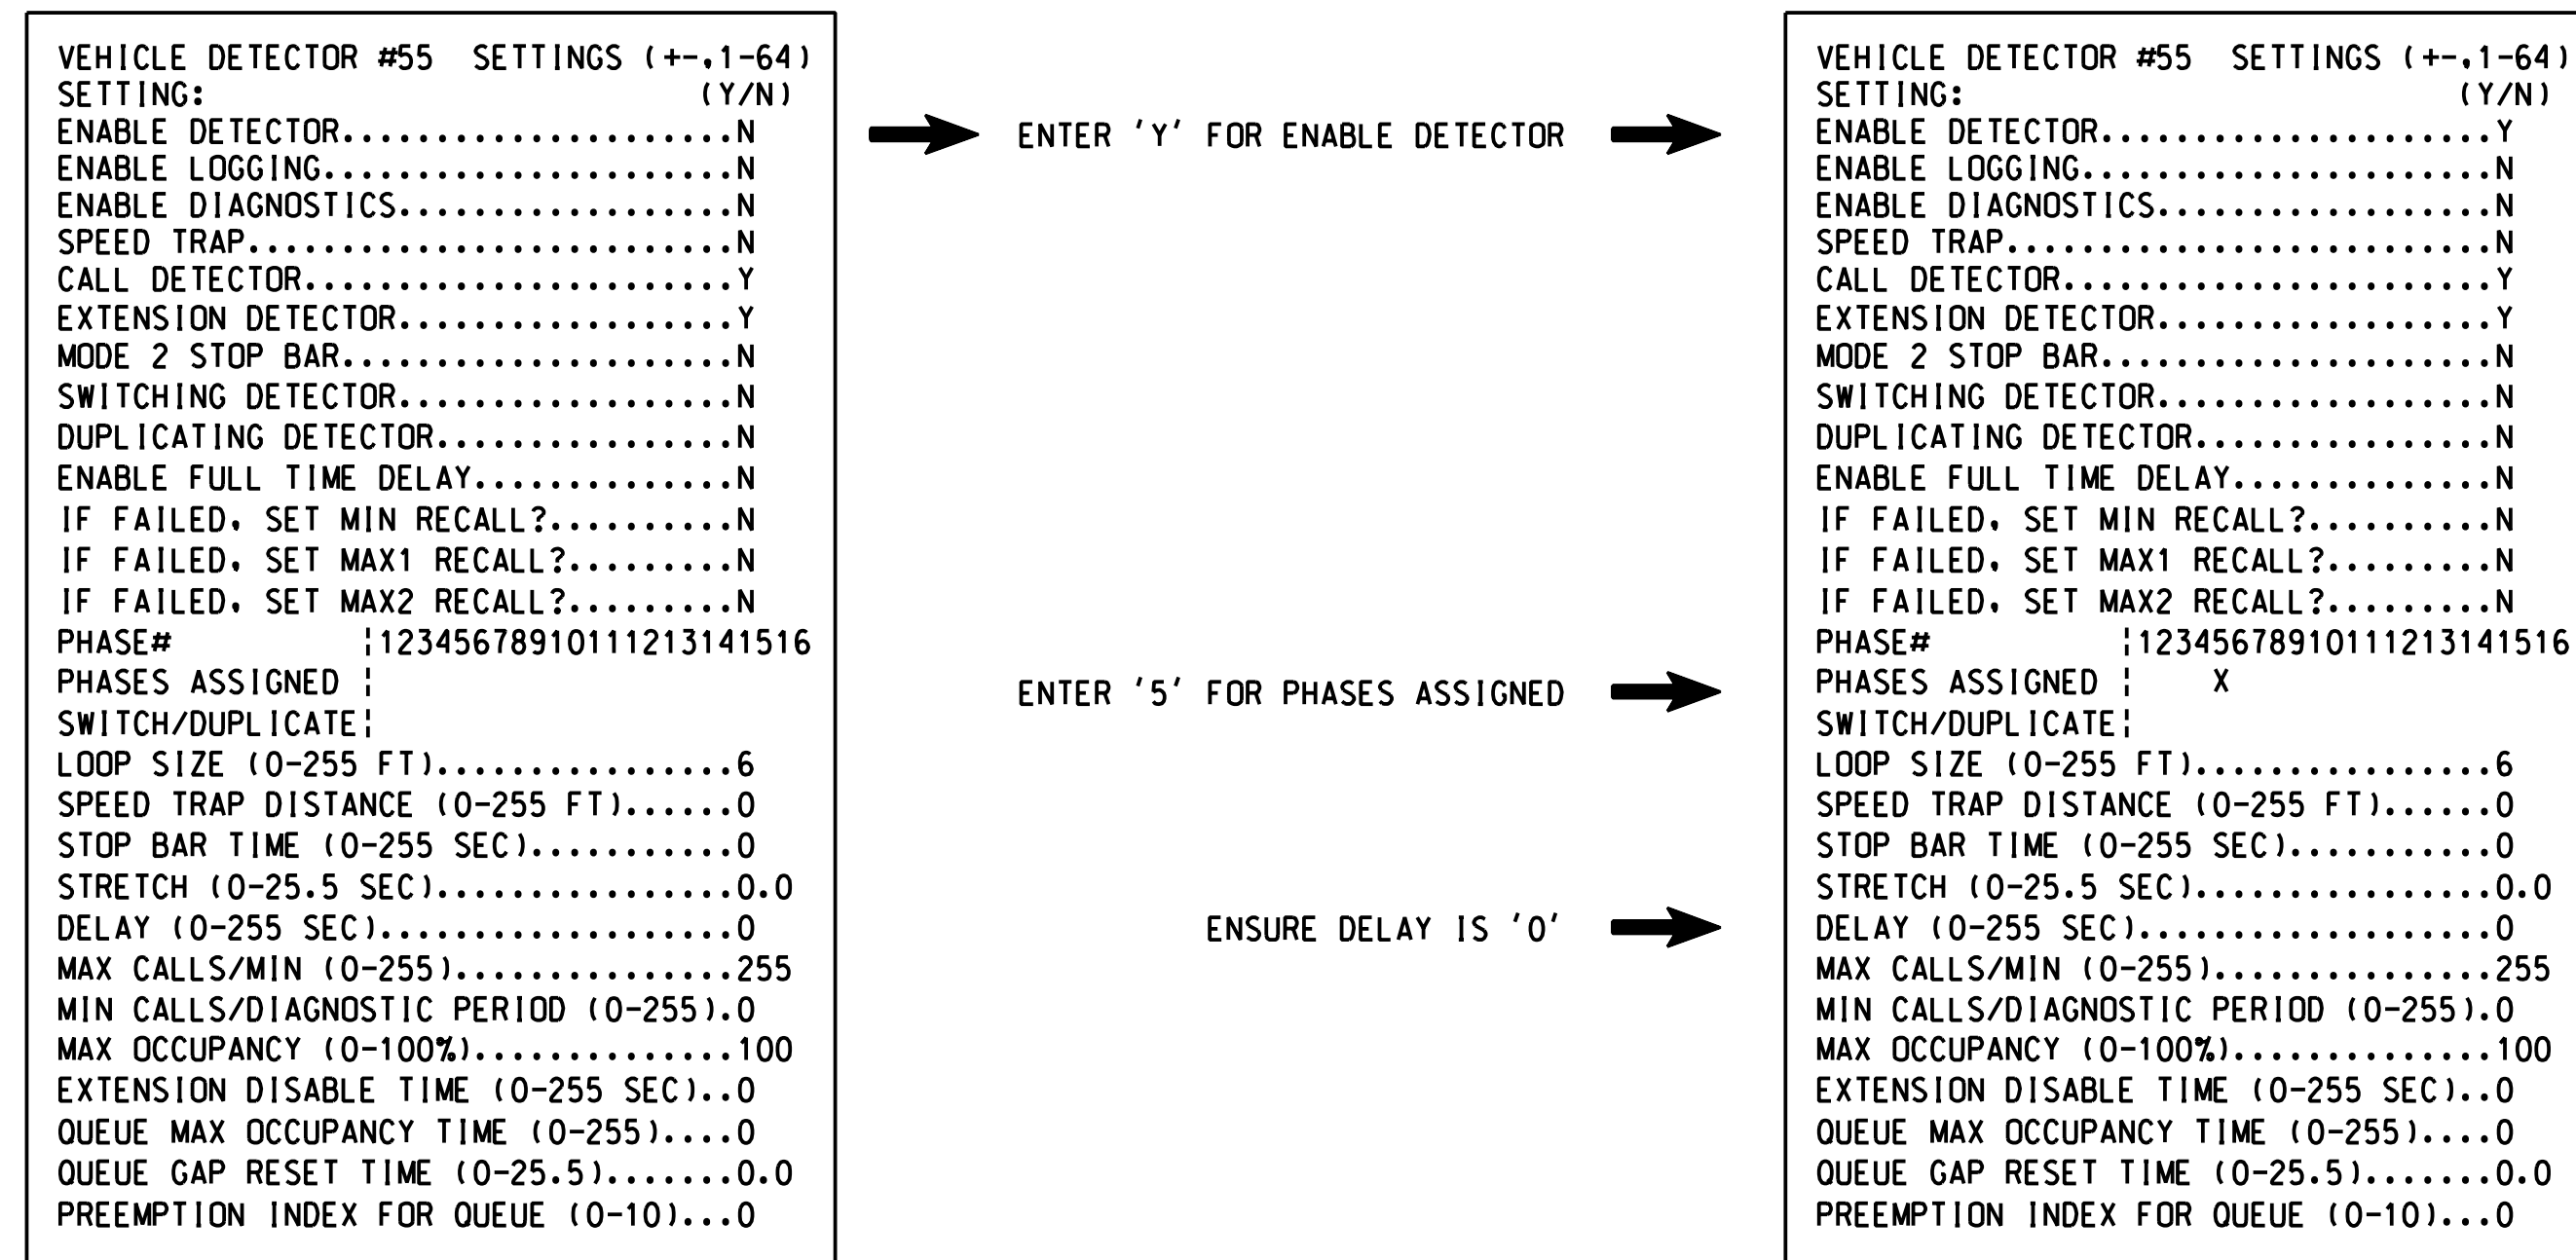 VEHICLE DETECTOR #55  SETTINGS (+-,1-64)
SETTING:                          (Y/N)
ENABLE DETECTOR.....................N
ENABLE LOGGING......................N
ENABLE DIAGNOSTICS..................N
SPEED TRAP..........................N
CALL DETECTOR.......................Y
EXTENSION DETECTOR..................Y
MODE 2 STOP BAR.....................N
SWITCHING DETECTOR..................N
DUPLICATING DETECTOR................N
ENABLE FULL TIME DELAY..............N
IF FAILED, SET MIN RECALL?..........N
IF FAILED, SET MAX1 RECALL?.........N
IF FAILED, SET MAX2 RECALL?.........N
PHASE#          |12345678910111213141516
PHASES ASSIGNED |
SWITCH/DUPLICATE|
LOOP SIZE (0-255 FT)................6
SPEED TRAP DISTANCE (0-255 FT)......0
STOP BAR TIME (0-255 SEC)...........0
STRETCH (0-25.5 SEC)................0.0
DELAY (0-255 SEC)...................0
MAX CALLS/MIN (0-255)...............255
MIN CALLS/DIAGNOSTIC PERIOD (0-255).0
MAX OCCUPANCY (0-100%)..............100
EXTENSION DISABLE TIME (0-255 SEC)..0
QUEUE MAX OCCUPANCY TIME (0-255)....0
QUEUE GAP RESET TIME (0-25.5).......0.0
PREEMPTION INDEX FOR QUEUE (0-10)...0
ENTER 'Y' FOR ENABLE DETECTOR
ENTER '5' FOR PHASES ASSIGNED
ENSURE DELAY IS '0'
VEHICLE DETECTOR #55  SETTINGS (+-,1-64)
SETTING:                          (Y/N)
ENABLE DETECTOR.....................Y
ENABLE LOGGING......................N
ENABLE DIAGNOSTICS..................N
SPEED TRAP..........................N
CALL DETECTOR.......................Y
EXTENSION DETECTOR..................Y
MODE 2 STOP BAR.....................N
SWITCHING DETECTOR..................N
DUPLICATING DETECTOR................N
ENABLE FULL TIME DELAY..............N
IF FAILED, SET MIN RECALL?..........N
IF FAILED, SET MAX1 RECALL?.........N
IF FAILED, SET MAX2 RECALL?.........N
PHASE#          |12345678910111213141516
PHASES ASSIGNED |    X
SWITCH/DUPLICATE|
LOOP SIZE (0-255 FT)................6
SPEED TRAP DISTANCE (0-255 FT)......0
STOP BAR TIME (0-255 SEC)...........0
STRETCH (0-25.5 SEC)................0.0
DELAY (0-255 SEC)...................0
MAX CALLS/MIN (0-255)...............255
MIN CALLS/DIAGNOSTIC PERIOD (0-255).0
MAX OCCUPANCY (0-100%)..............100
EXTENSION DISABLE TIME (0-255 SEC)..0
QUEUE MAX OCCUPANCY TIME (0-255)....0
QUEUE GAP RESET TIME (0-25.5).......0.0
PREEMPTION INDEX FOR QUEUE (0-10)...0